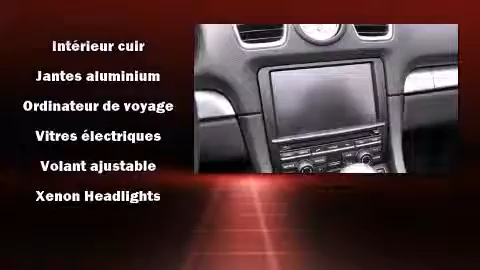 Intérieur cuir
Jantes aluminium
Ordinateur de voyage
Vitres électriques
Volant ajustable
Xenon Headlights